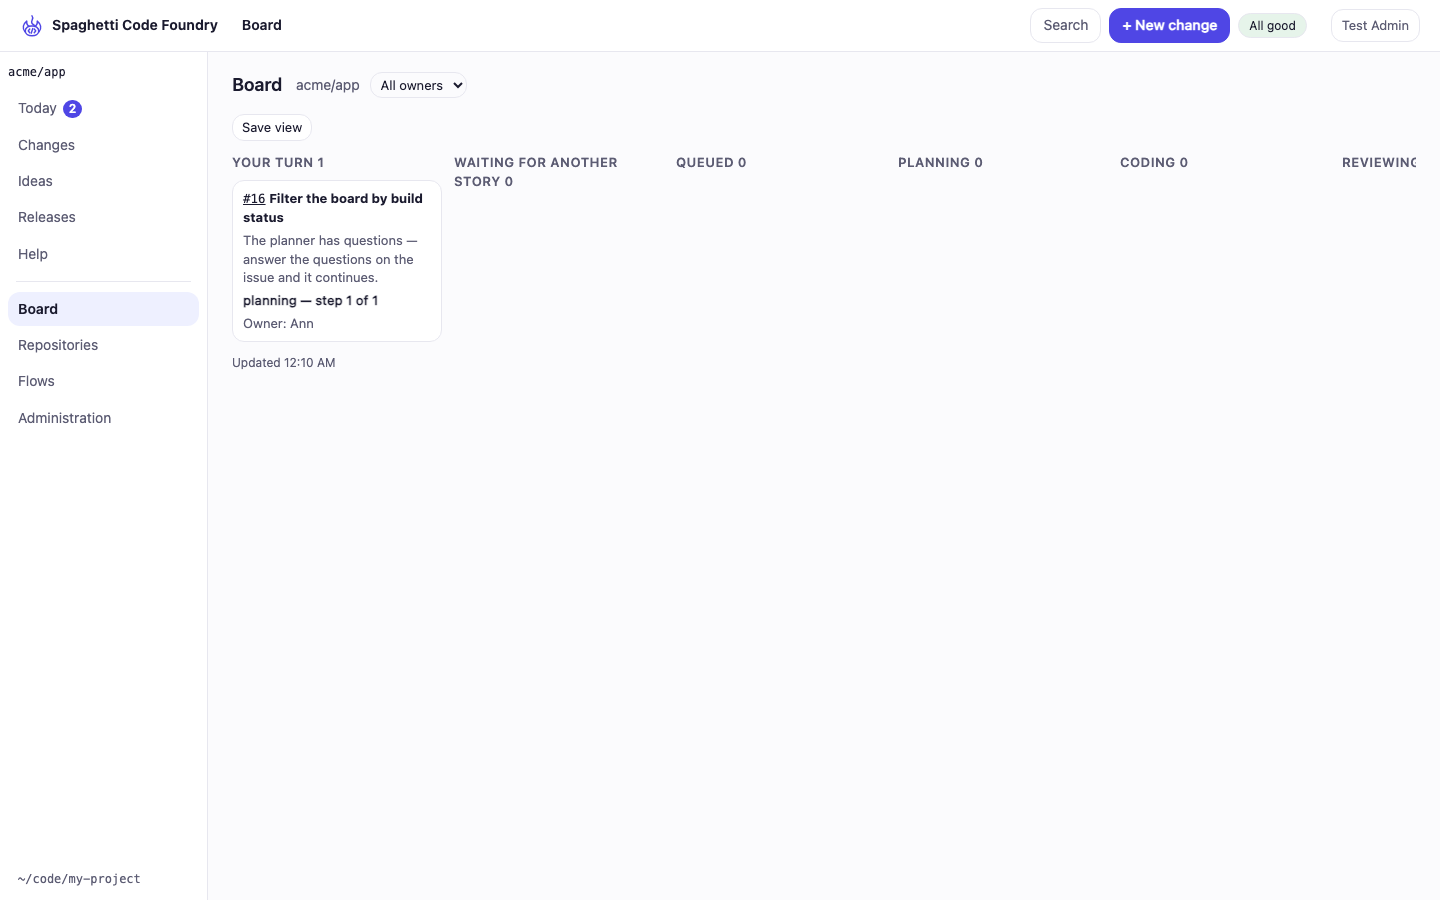 Spaghetti Code Foundry
Board
Search
+ New change
All good
Test Admin
acme/app
Today 2
Changes
Ideas
Releases
Help
Board
Repositories
Flows
Administration
~/code/my-project
Board acme/app All owners
Save view
YOUR TURN 1
#16 Filter the board by build
status
The planner has questions —
answer the questions on the
issue and it continues.
planning — step 1 of 1
Owner: Ann
Updated 12:10 AM
WAITING FOR ANOTHER
STORY 0
QUEUED 0
PLANNING 0
CODING 0
REVIEWING